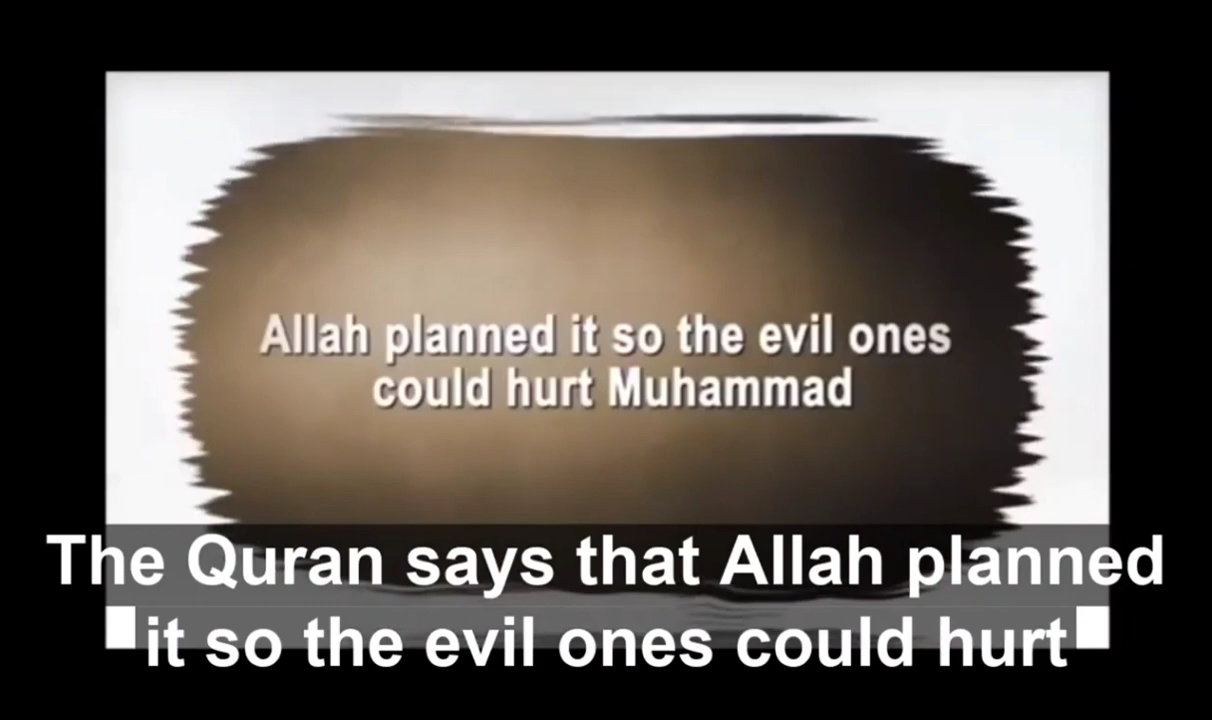 Allah planned it so the evil ones
could hurt Muhammad
The Quran says that Allah planned
it so the evil ones could hurt